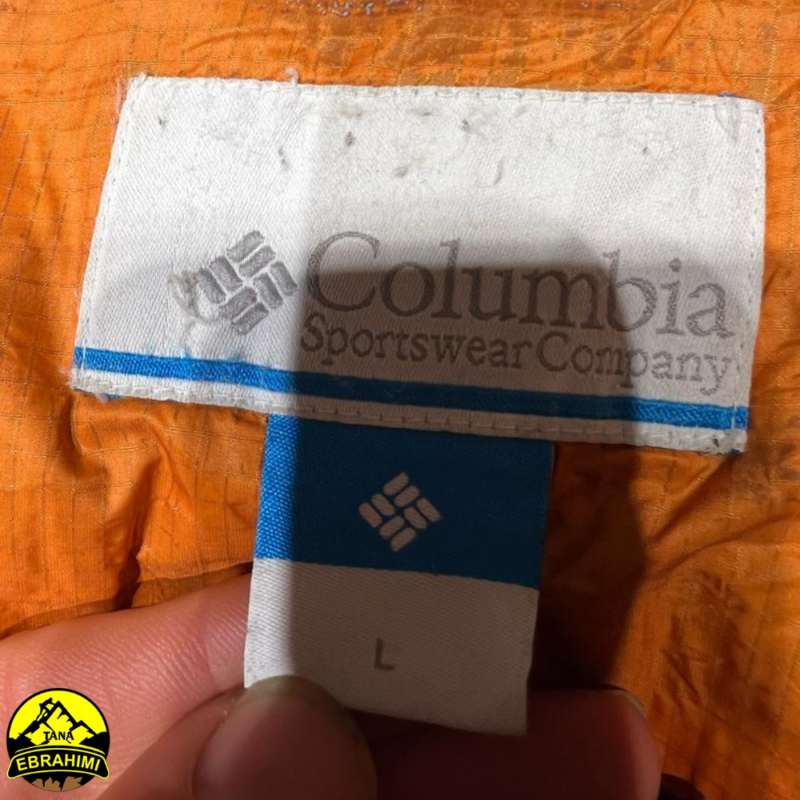 Columbia
Sportswear Company
L
TANA
EBRAHIMI